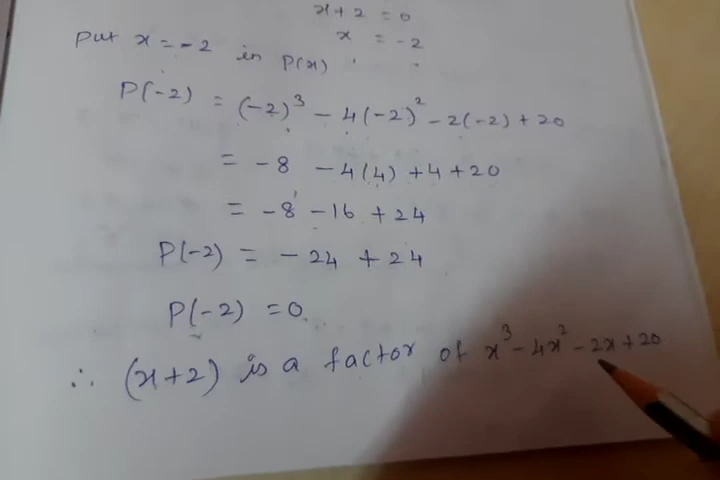 x+2 = 0
x = -2
Put x = -2 in P(x)
P(-2) = (-2)³ - 4(-2)² - 2(-2) + 20
= -8 - 4(4) + 4 + 20
= -8 - 16 + 24
P(-2) = - 24 + 24
P(-2) = 0
∴ (x+2) is a factor of x³ - 4x² - 2x + 20